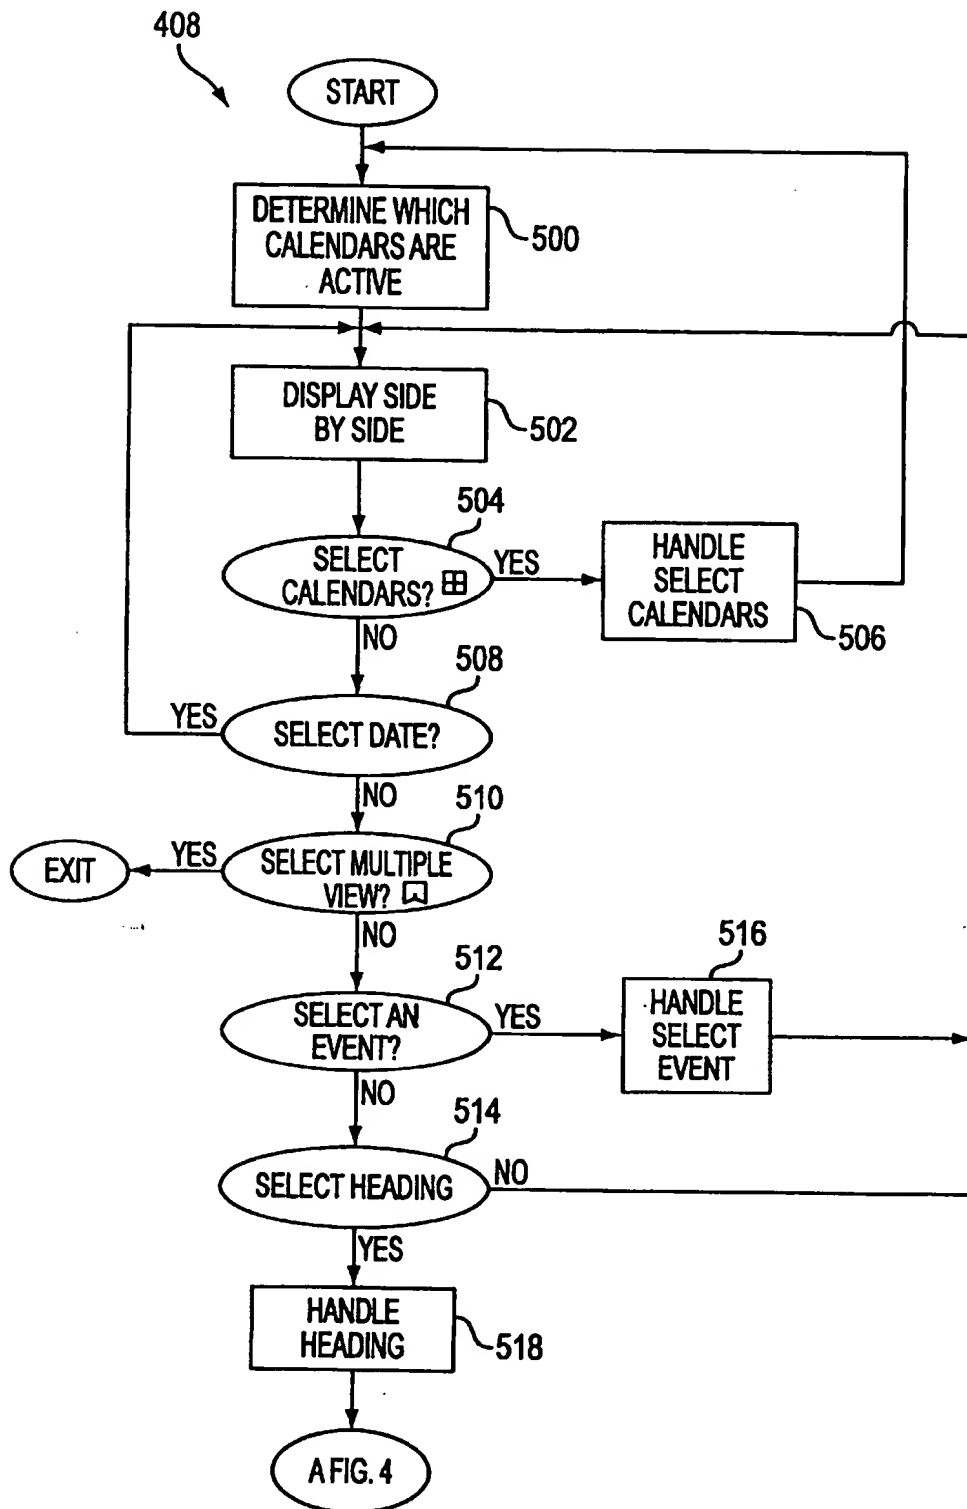 408
START
DETERMINE WHICH
CALENDARS ARE
ACTIVE
500
DISPLAY SIDE
BY SIDE
502
504
SELECT
CALENDARS?
YES
HANDLE
SELECT
CALENDARS
506
NO
508
YES
SELECT DATE?
NO
510
EXIT
YES
SELECT MULTIPLE
VIEW?
NO
512
SELECT AN
EVENT?
YES
516
HANDLE
SELECT
EVENT
NO
514
SELECT HEADING
NO
YES
HANDLE
HEADING
518
A FIG. 4